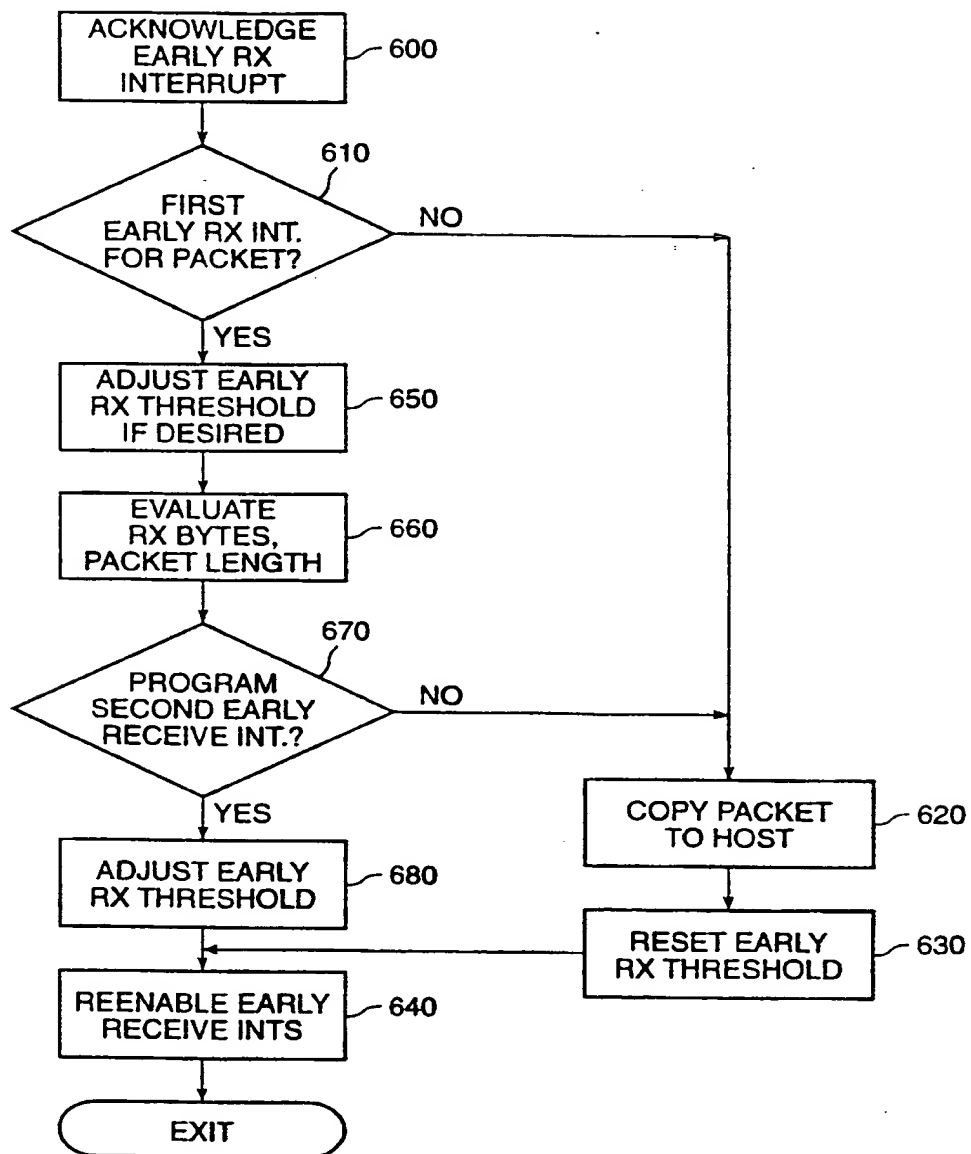 ACKNOWLEDGE
EARLY RX
INTERRUPT
600
610
FIRST
EARLY RX INT.
FOR PACKET?
NO
YES
ADJUST EARLY
RX THRESHOLD
IF DESIRED
650
EVALUATE
RX BYTES,
PACKET LENGTH
660
670
PROGRAM
SECOND EARLY
RECEIVE INT.?
NO
YES
COPY PACKET
TO HOST
620
ADJUST EARLY
RX THRESHOLD
680
RESET EARLY
RX THRESHOLD
630
REENABLE EARLY
RECEIVE INTS
640
EXIT